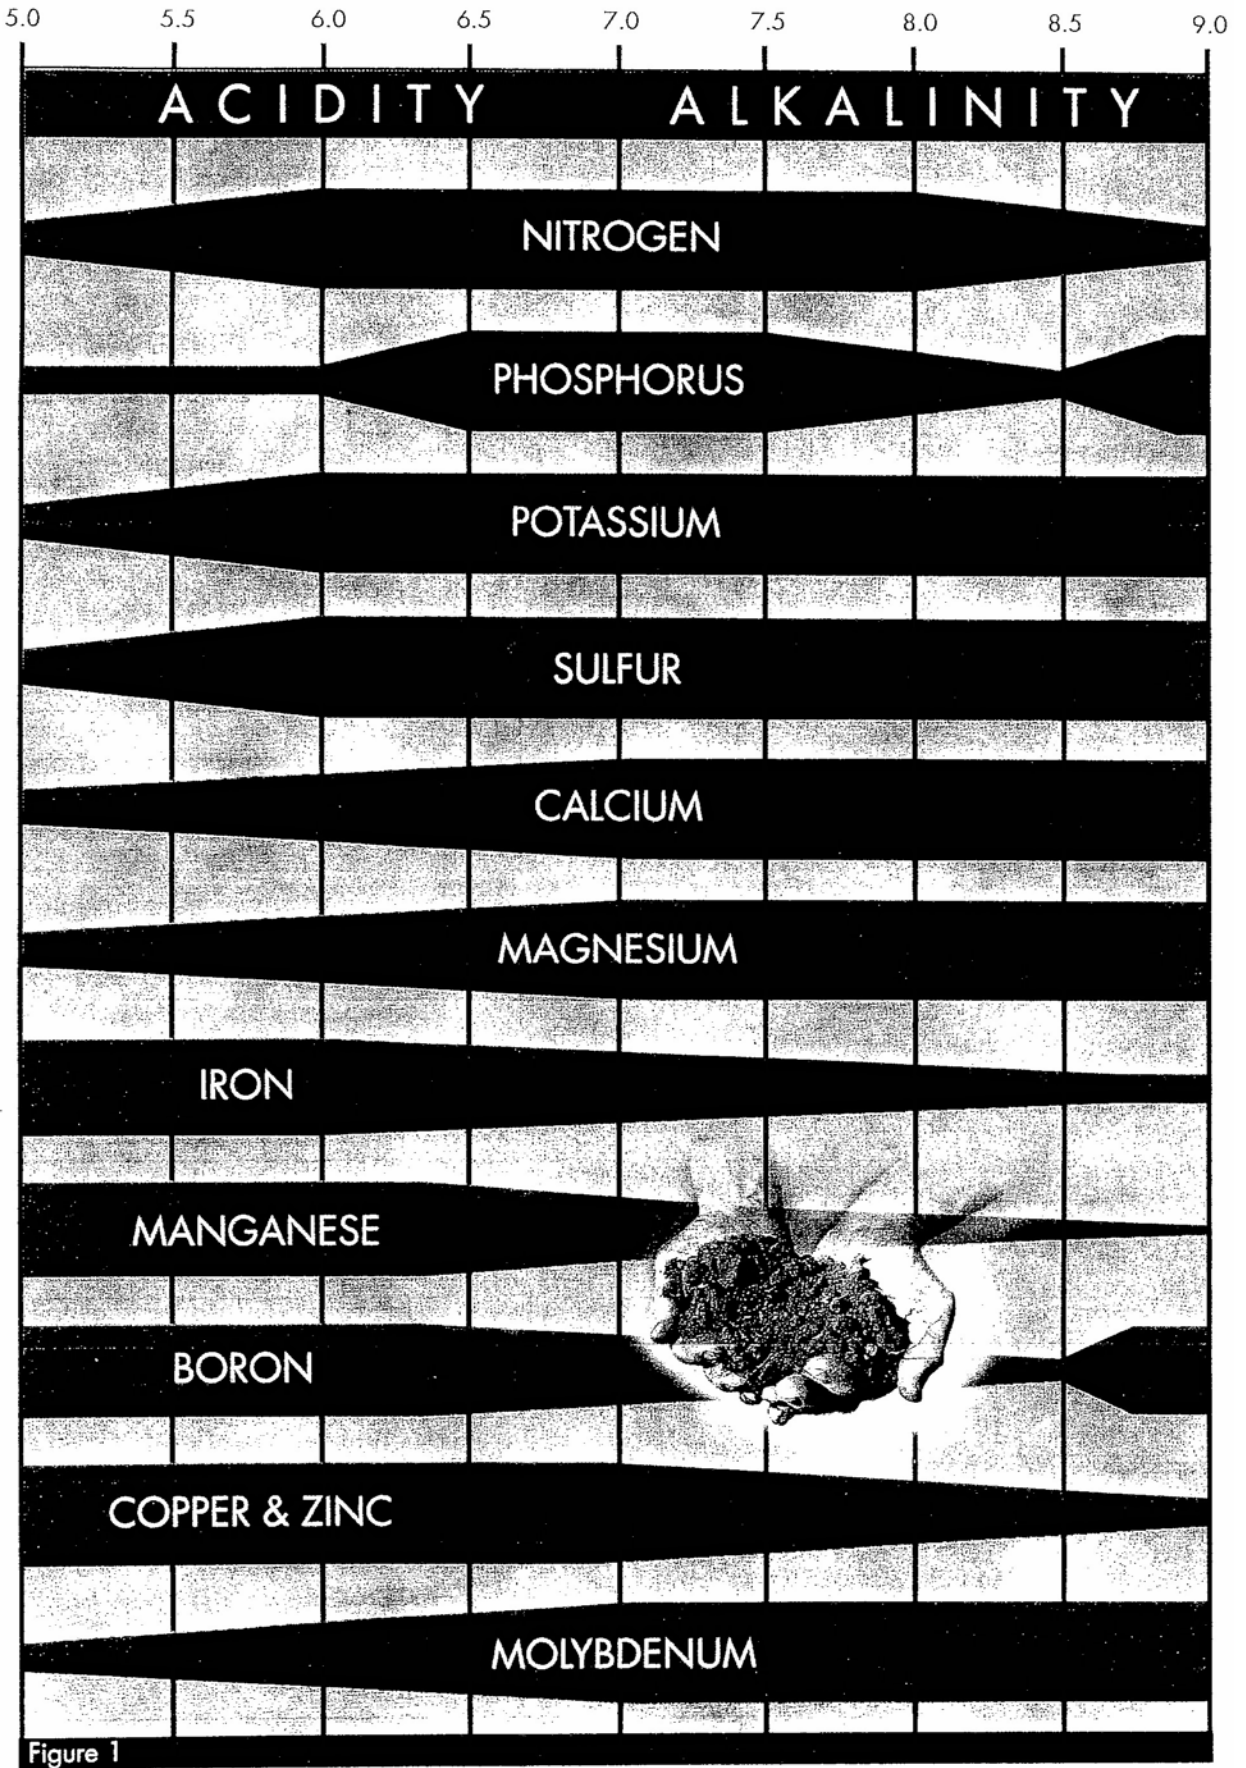 5.0 5.5 6.0 6.5 7.0 7.5 8.0 8.5 9.0
ACIDITY ALKALINITY
NITROGEN
PHOSPHORUS
POTASSIUM
SULFUR
CALCIUM
MAGNESIUM
IRON
MANGANESE
BORON
COPPER & ZINC
MOLYBDENUM
Figure 1